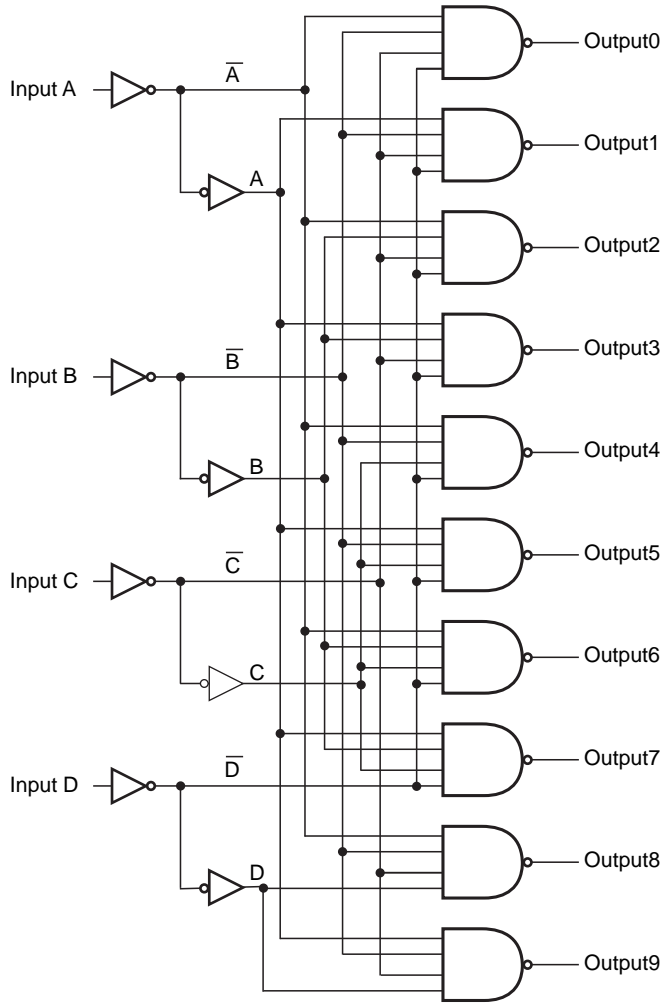 Output0
Input A
A̅
Output1
A
Output2
Output3
Input B
B̅
Output4
B
Output5
Input C
C̅
Output6
C
Output7
Input D
D̅
Output8
D
Output9